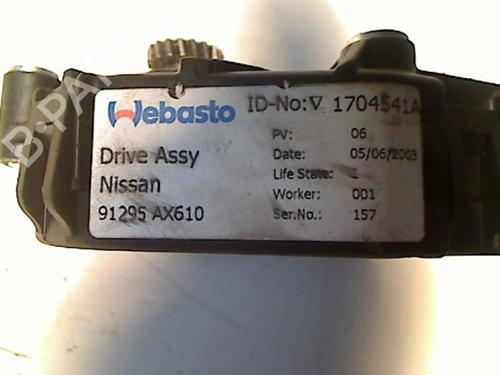 Webasto ID-No:∇ 1704541A
PV: 06
Drive Assy Date: 05/06/2003
Nissan Life State: 1
Worker: 001
91295 AX610 Ser.No.: 157